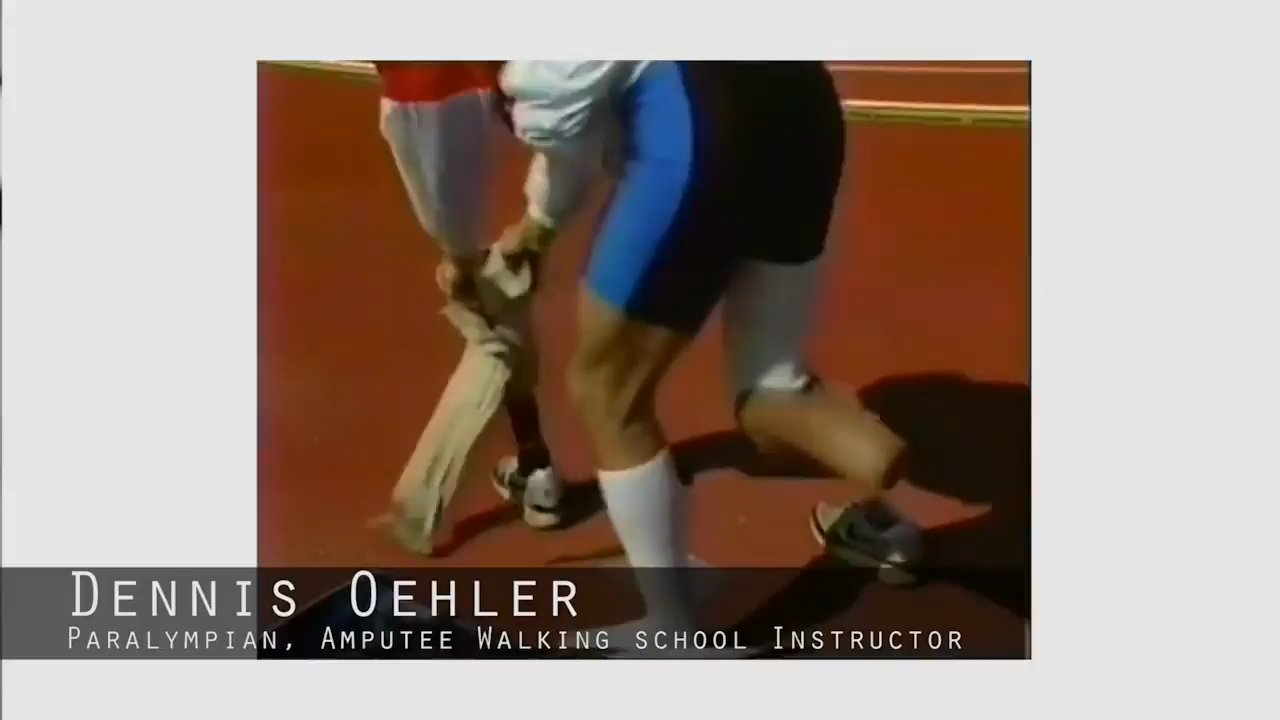 Dennis Oehler
Paralympian, Amputee Walking school Instructor